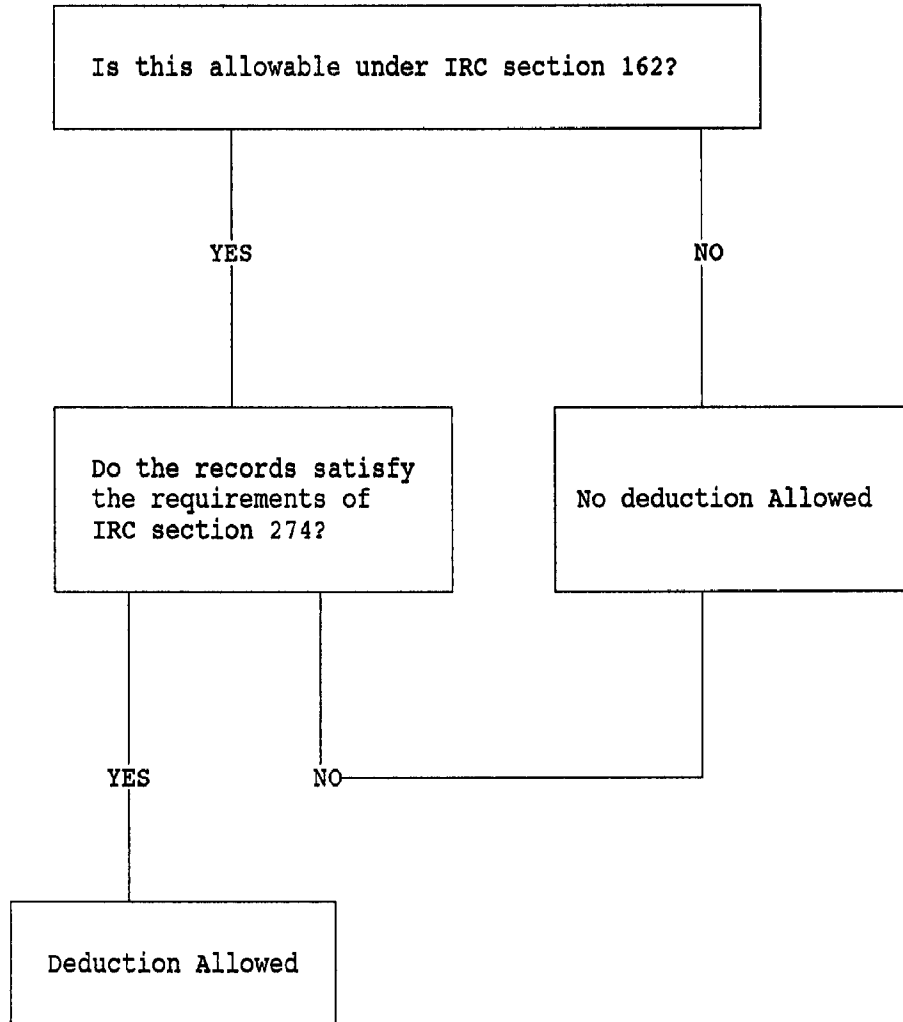 Is this allowable under IRC section 162?
YES
NO
Do the records satisfy
the requirements of
IRC section 274?
No deduction Allowed
YES
NO
Deduction Allowed